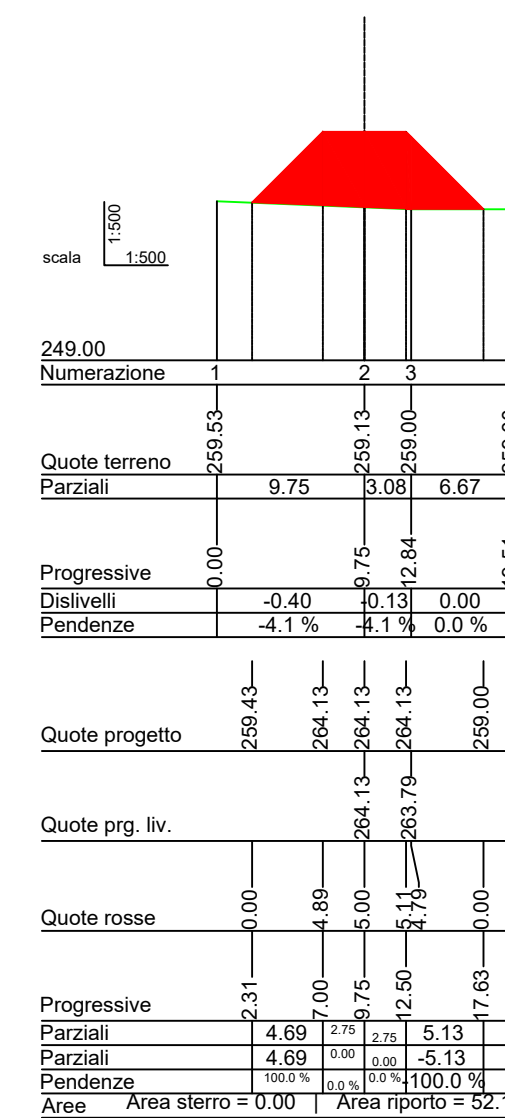 1:500
scala 1:500
249.00
Numerazione 1 2 3
Quote terreno 259.53 259.13 259.00
Parziali 9.75 3.08 6.67
Progressive 0.00 9.75 12.84
Dislivelli -0.40 -0.13 0.00
Pendenze -4.1 % -4.1 % 0.0 %
Quote progetto 259.43 264.13 264.13 264.13 259.00
Quote prg. liv. 264.13 263.79
Quote rosse 0.00 4.89 5.00 5.11 4.79 0.00
Progressive 2.31 7.00 9.75 12.50 17.63
Parziali 4.69 2.75 2.75 5.13
Parziali 4.69 0.00 0.00 -5.13
Pendenze 100.0 % 0.0 % 0.0 % -100.0 %
Aree Area sterro = 0.00 | Area riporto = 52.1